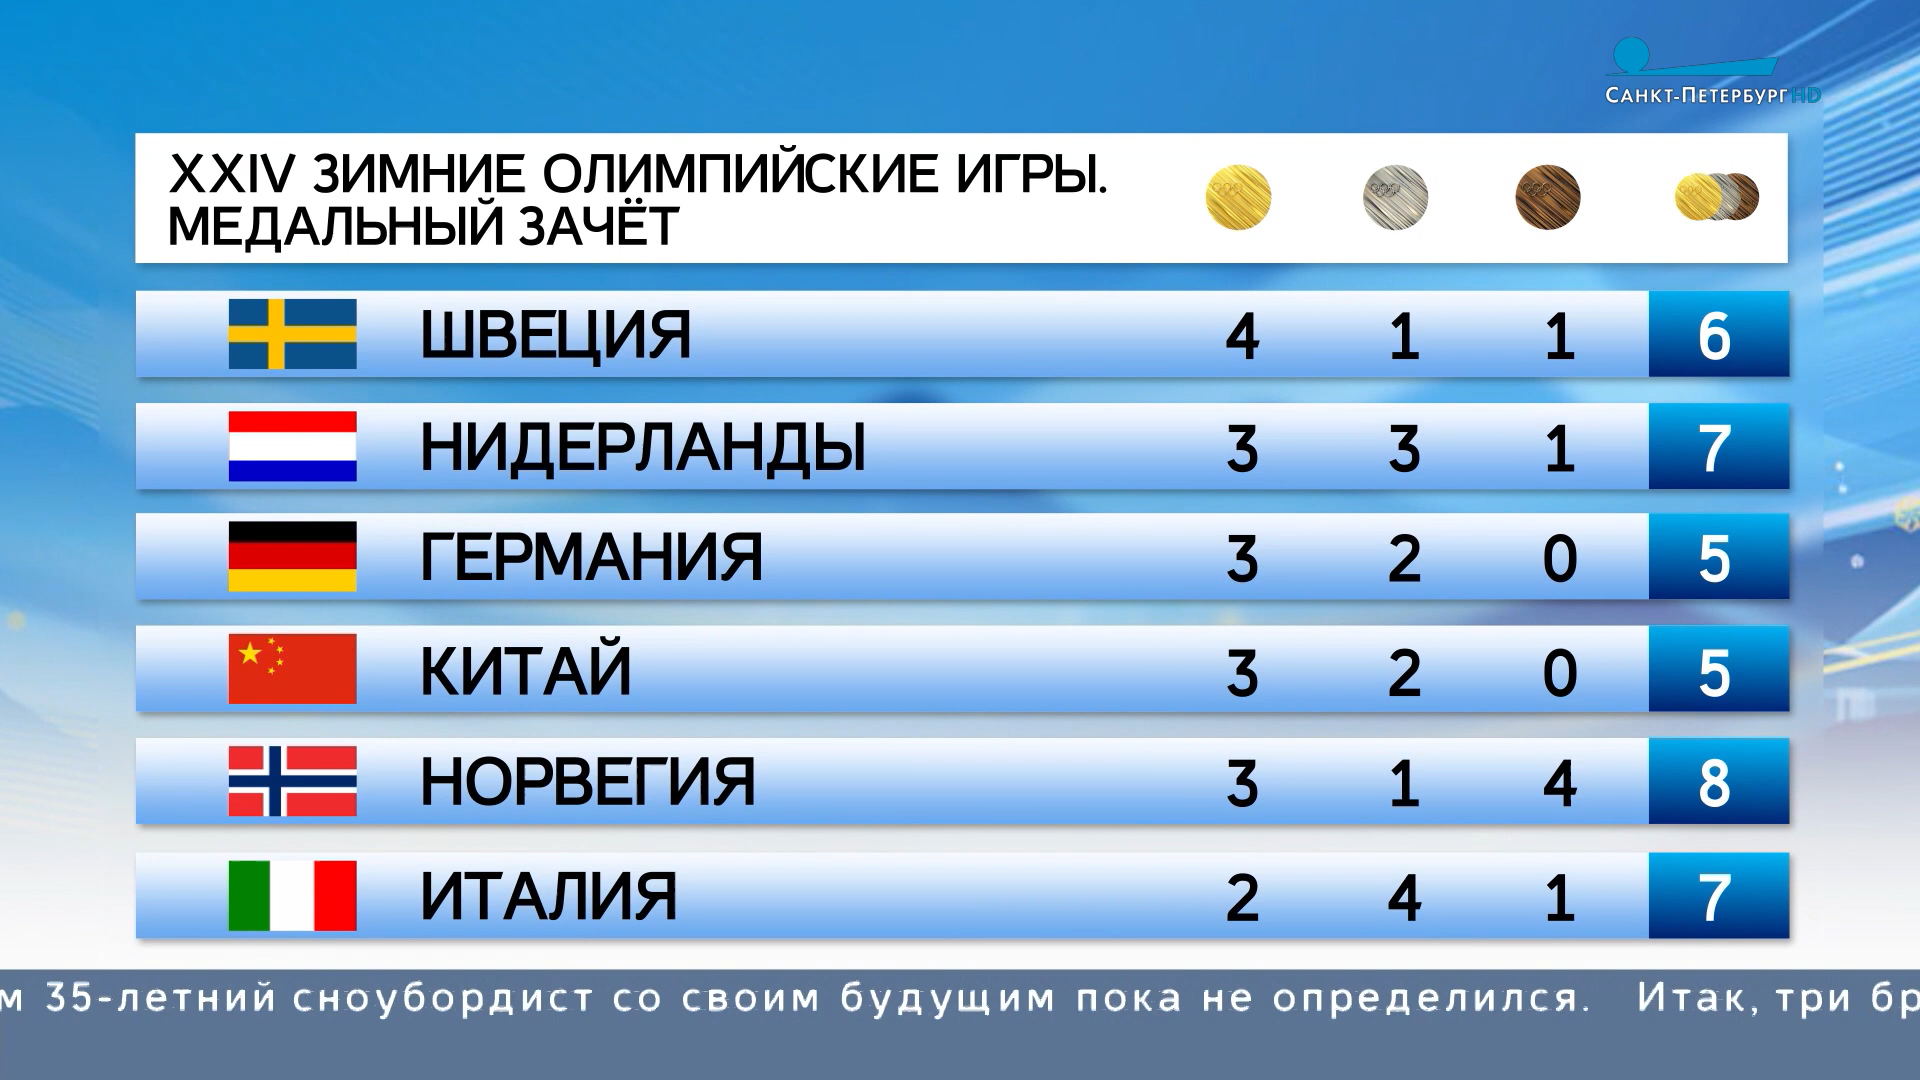 САНКТ-ПЕТЕРБУРГ HD
XXIV ЗИМНИЕ ОЛИМПИЙСКИЕ ИГРЫ.
МЕДАЛЬНЫЙ ЗАЧЁТ
ШВЕЦИЯ 4 1 1 6
НИДЕРЛАНДЫ 3 3 1 7
ГЕРМАНИЯ 3 2 0 5
КИТАЙ 3 2 0 5
НОРВЕГИЯ 3 1 4 8
ИТАЛИЯ 2 4 1 7
м 35-летний сноубордист со своим будущим пока не определился. Итак, три бр